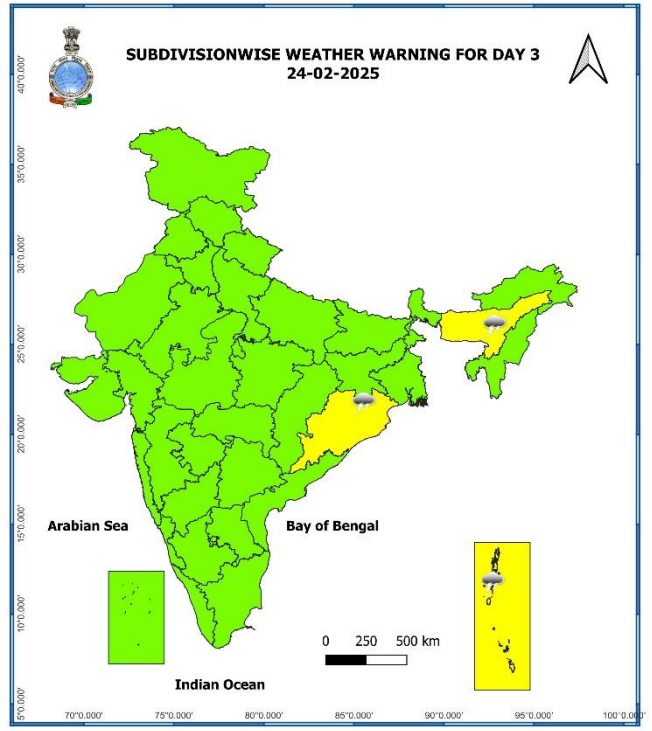 SUBDIVISIONWISE WEATHER WARNING FOR DAY 3
24-02-2025
40°0.000'
35°0.000'
30°0.000'
25°0.000'
20°0.000'
15°0.000'
10°0.000'
5°0.000'
Arabian Sea
Bay of Bengal
0 250 500 km
Indian Ocean
70°0.000' 75°0.000' 80°0.000' 85°0.000' 90°0.000' 95°0.000' 100°0.000'